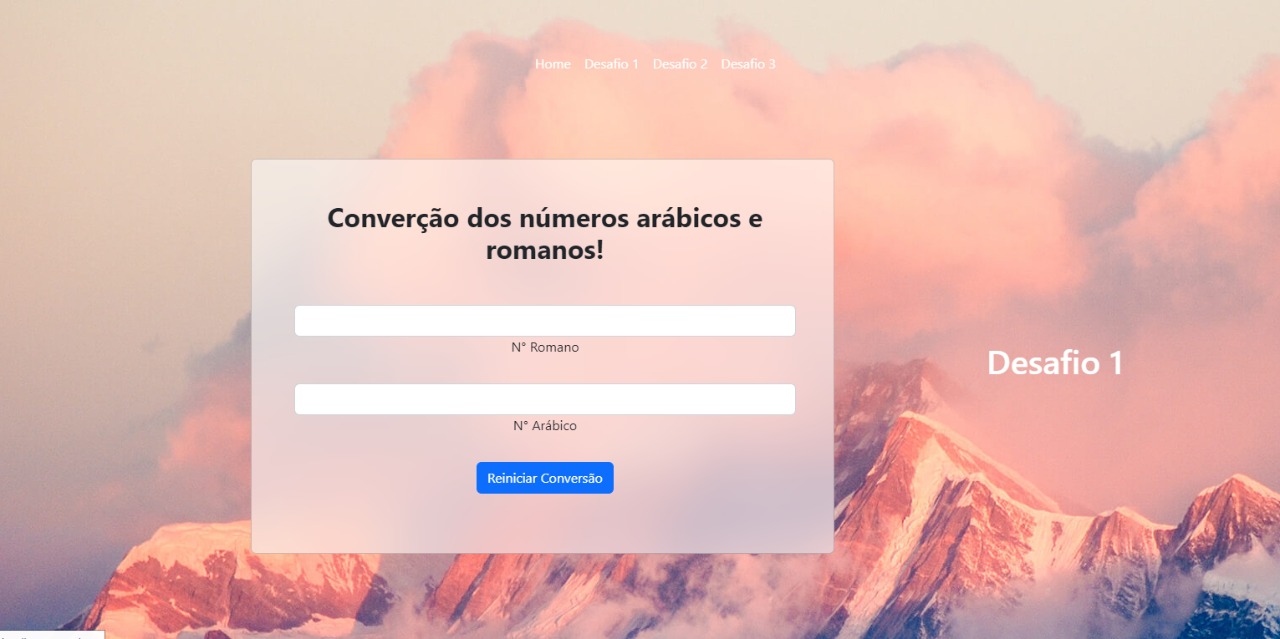 Home Desafio 1 Desafio 2 Desafio 3
Converção dos números arábicos e
romanos!
N° Romano
N° Arábico
Reiniciar Conversão
Desafio 1